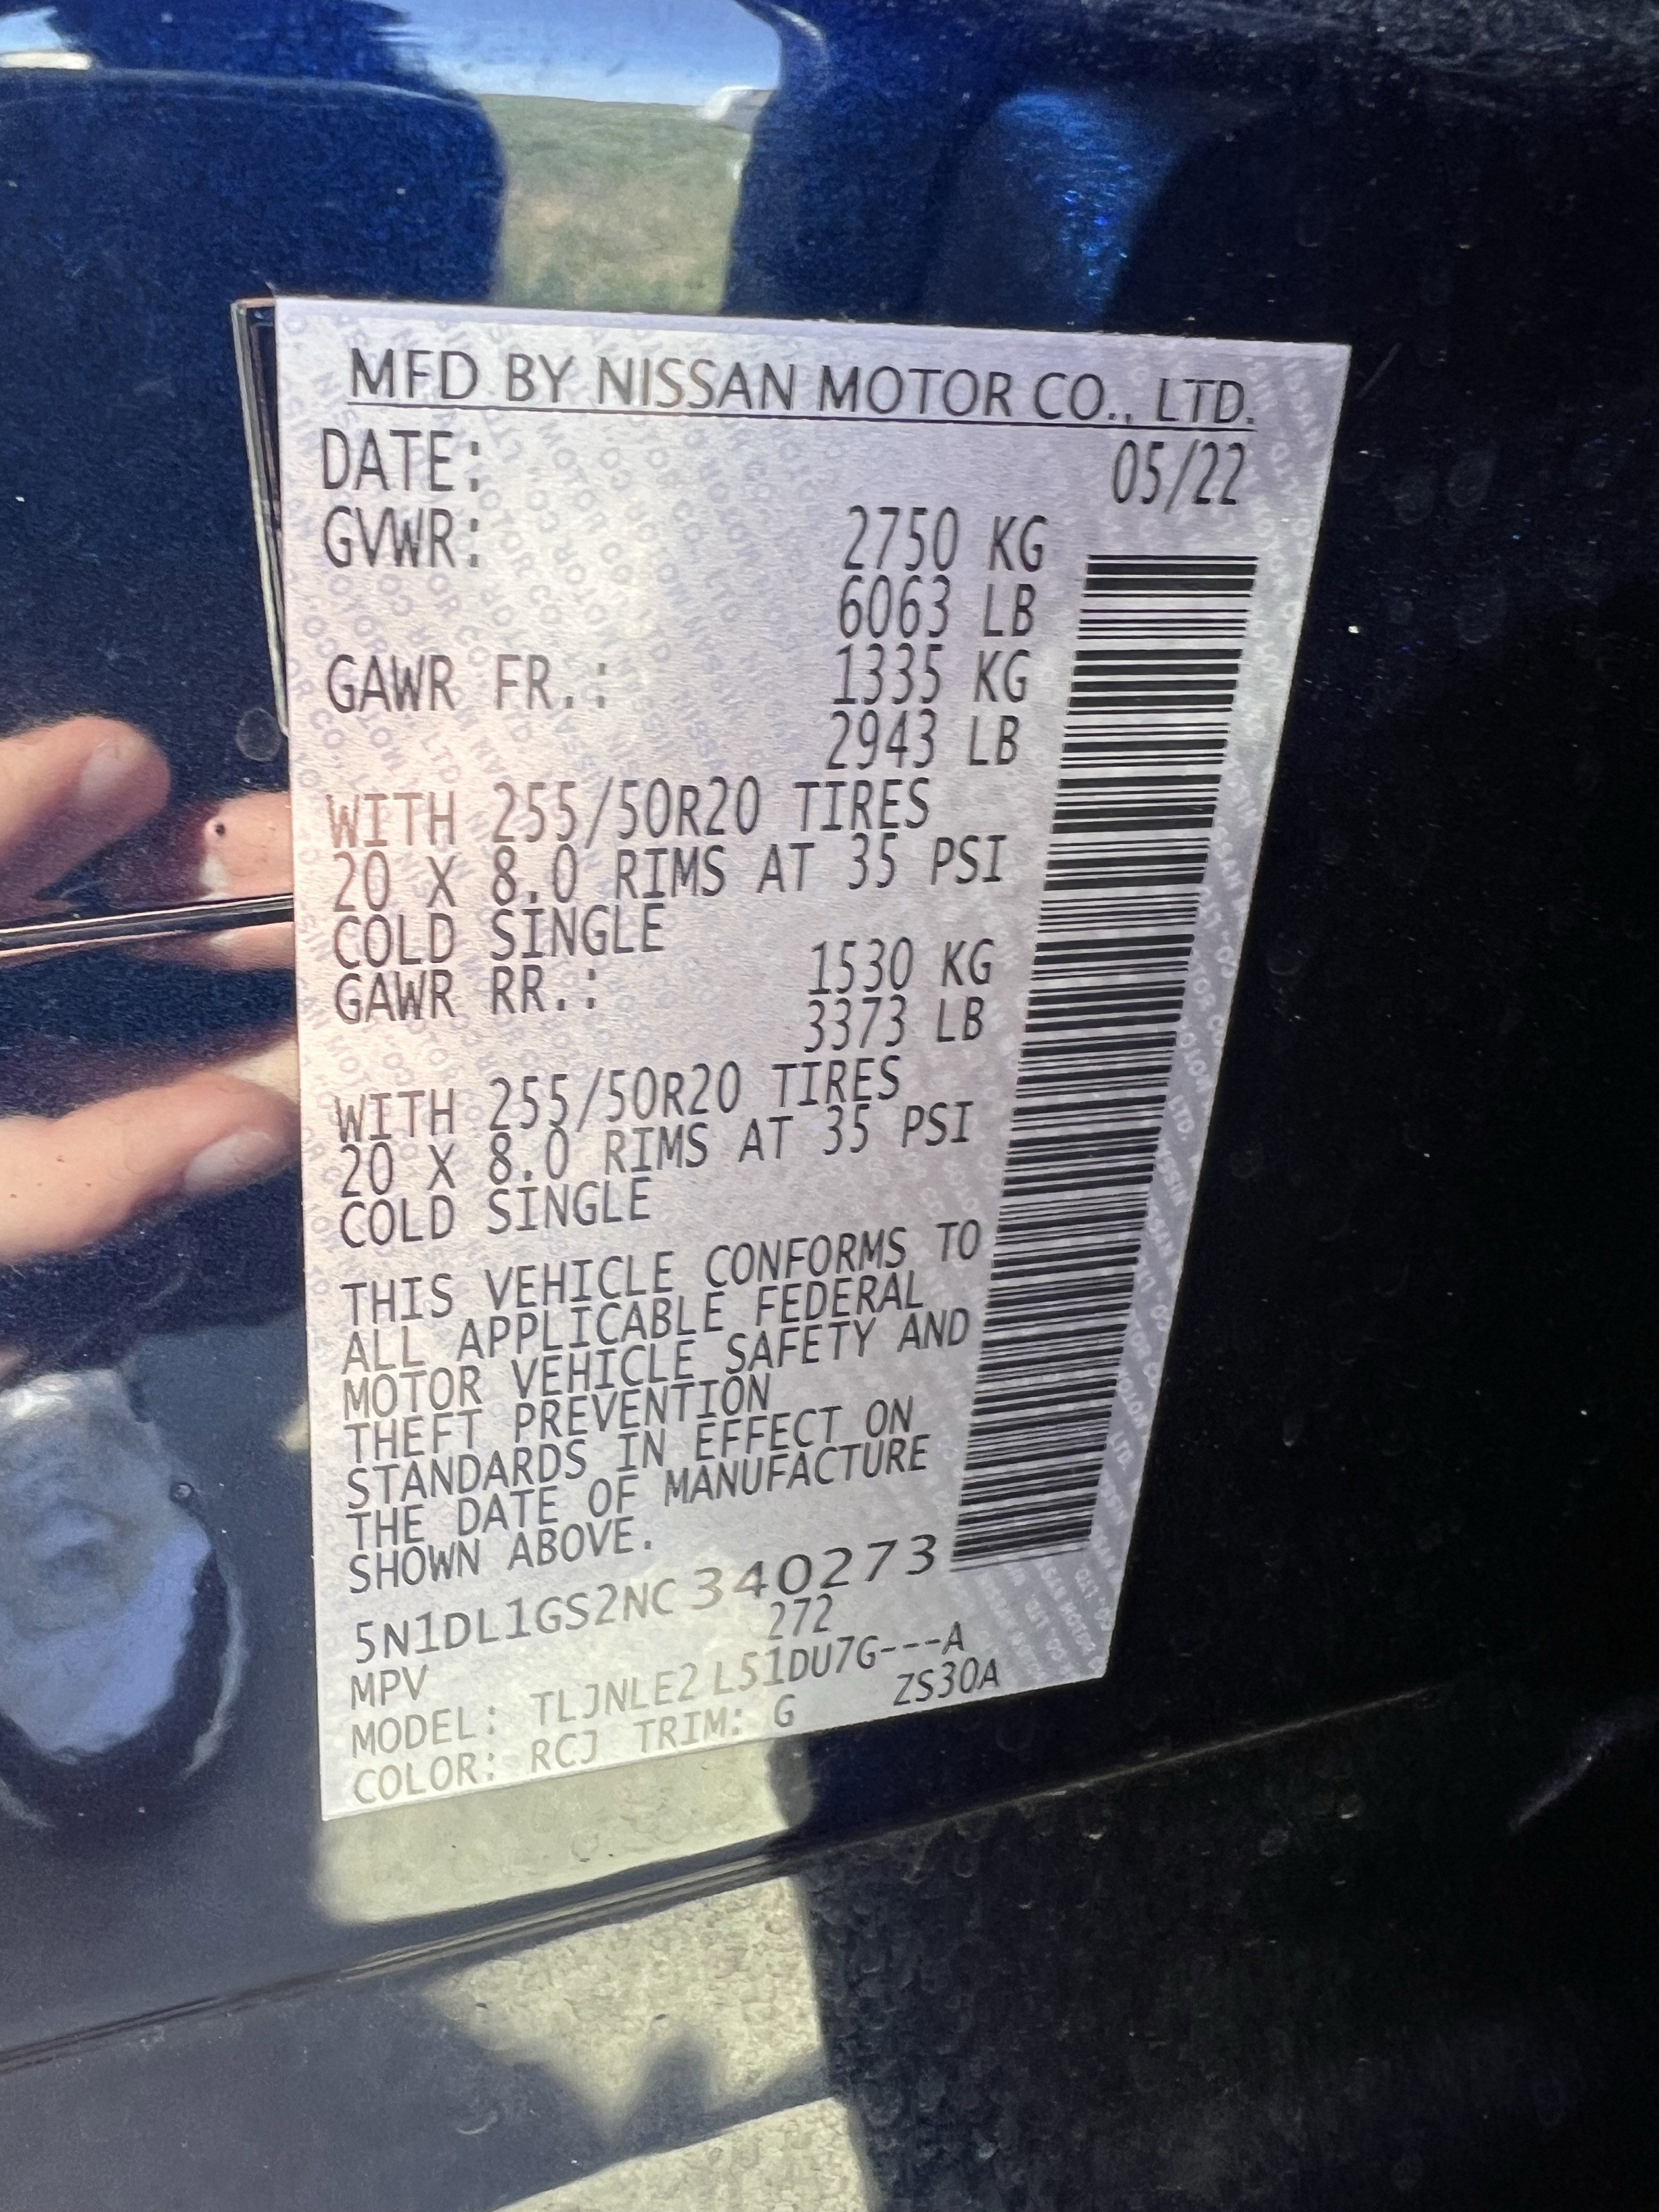 MFD BY NISSAN MOTOR CO., LTD.
DATE: 05/22
GVWR: 2750 KG
6063 LB
GAWR FR.: 1335 KG
2943 LB
WITH 255/50R20 TIRES
20 X 8.0 RIMS AT 35 PSI
COLD SINGLE
GAWR RR.: 1530 KG
3373 LB
WITH 255/50R20 TIRES
20 X 8.0 RIMS AT 35 PSI
COLD SINGLE
THIS VEHICLE CONFORMS TO
ALL APPLICABLE FEDERAL
MOTOR VEHICLE SAFETY AND
THEFT PREVENTION
STANDARDS IN EFFECT ON
THE DATE OF MANUFACTURE
SHOWN ABOVE.
5N1DL1GS2NC340273
MPV 272
MODEL: TLJNLE2 L51DU7G---A
COLOR: RCJ TRIM: G ZS30A